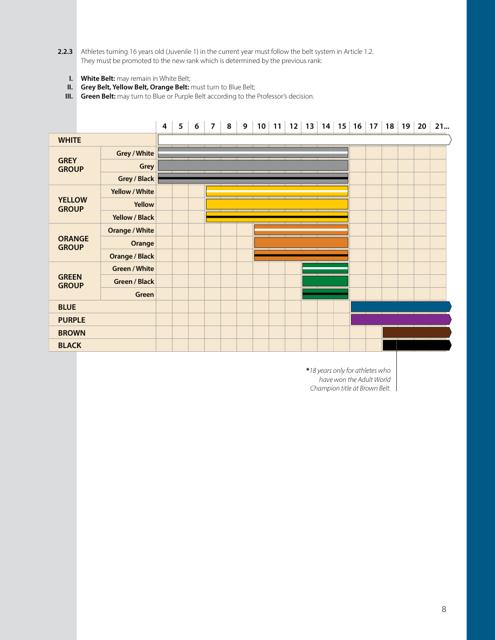 2.2.3 Athletes turning 16 years old (Juvenile 1) in the current year must follow the belt system in Article 1.2.
They must be promoted to the new rank which is determined by the previous rank:
I. White Belt: may remain in White Belt;
II. Grey Belt, Yellow Belt, Orange Belt: must turn to Blue Belt;
III. Green Belt: may turn to Blue or Purple Belt according to the Professor's decision.
4 5 6 7 8 9 10 11 12 13 14 15 16 17 18 19 20 21...
WHITE
GREY
GROUP
Grey / White
Grey
Grey / Black
YELLOW
GROUP
Yellow / White
Yellow
Yellow / Black
ORANGE
GROUP
Orange / White
Orange
Orange / Black
GREEN
GROUP
Green / White
Green / Black
Green
BLUE
PURPLE
BROWN
BLACK
*18 years only for athletes who
have won the Adult World
Champion title at Brown Belt.
8